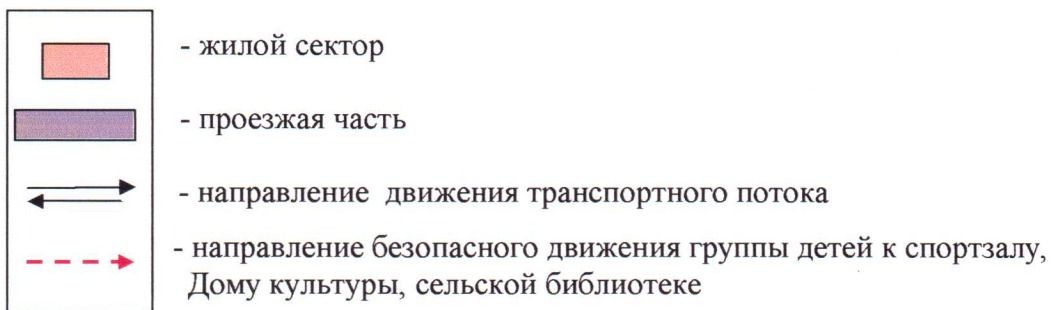 - жилой сектор
- проезжая часть
- направление движения транспортного потока
- направление безопасного движения группы детей к спортзалу,
Дому культуры, сельской библиотеке